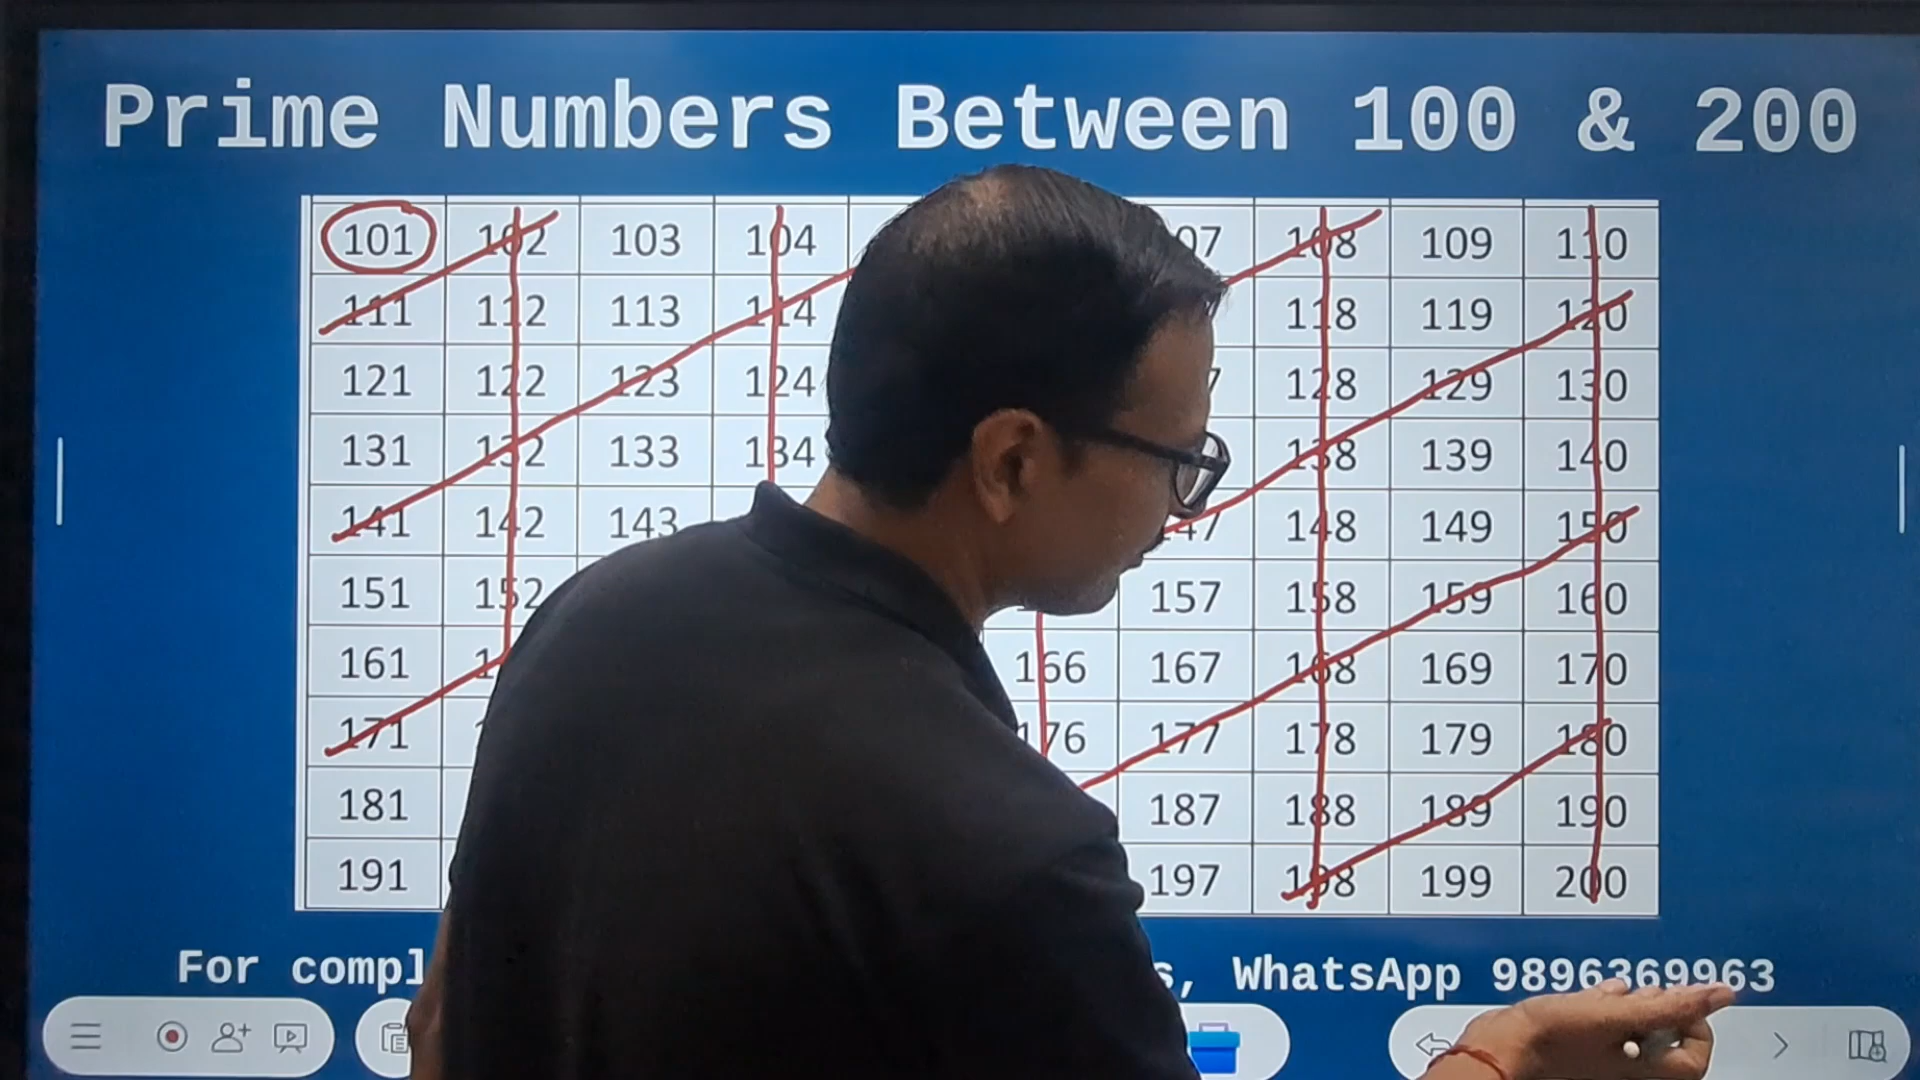 Prime Numbers Between 100 & 200
101 102 103 104 108 109 110
111 112 113 114 118 119 120
121 122 123 124 128 129 130
131 132 133 134 138 139 140
141 142 143 148 149 150
151 152 157 158 159 160
161 166 167 168 169 170
171 177 178 179 180
181 187 188 189 190
191 197 198 199 200
For WhatsApp 9896369963